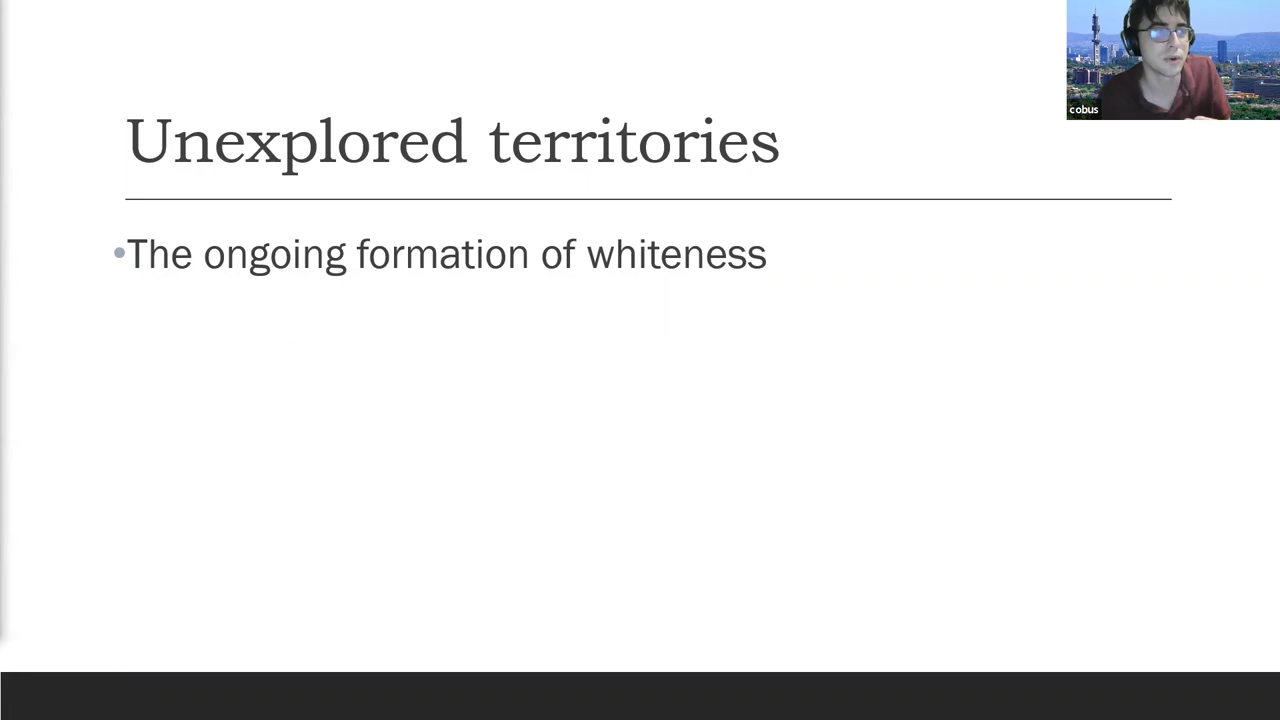 Unexplored territories
•The ongoing formation of whiteness
cobus